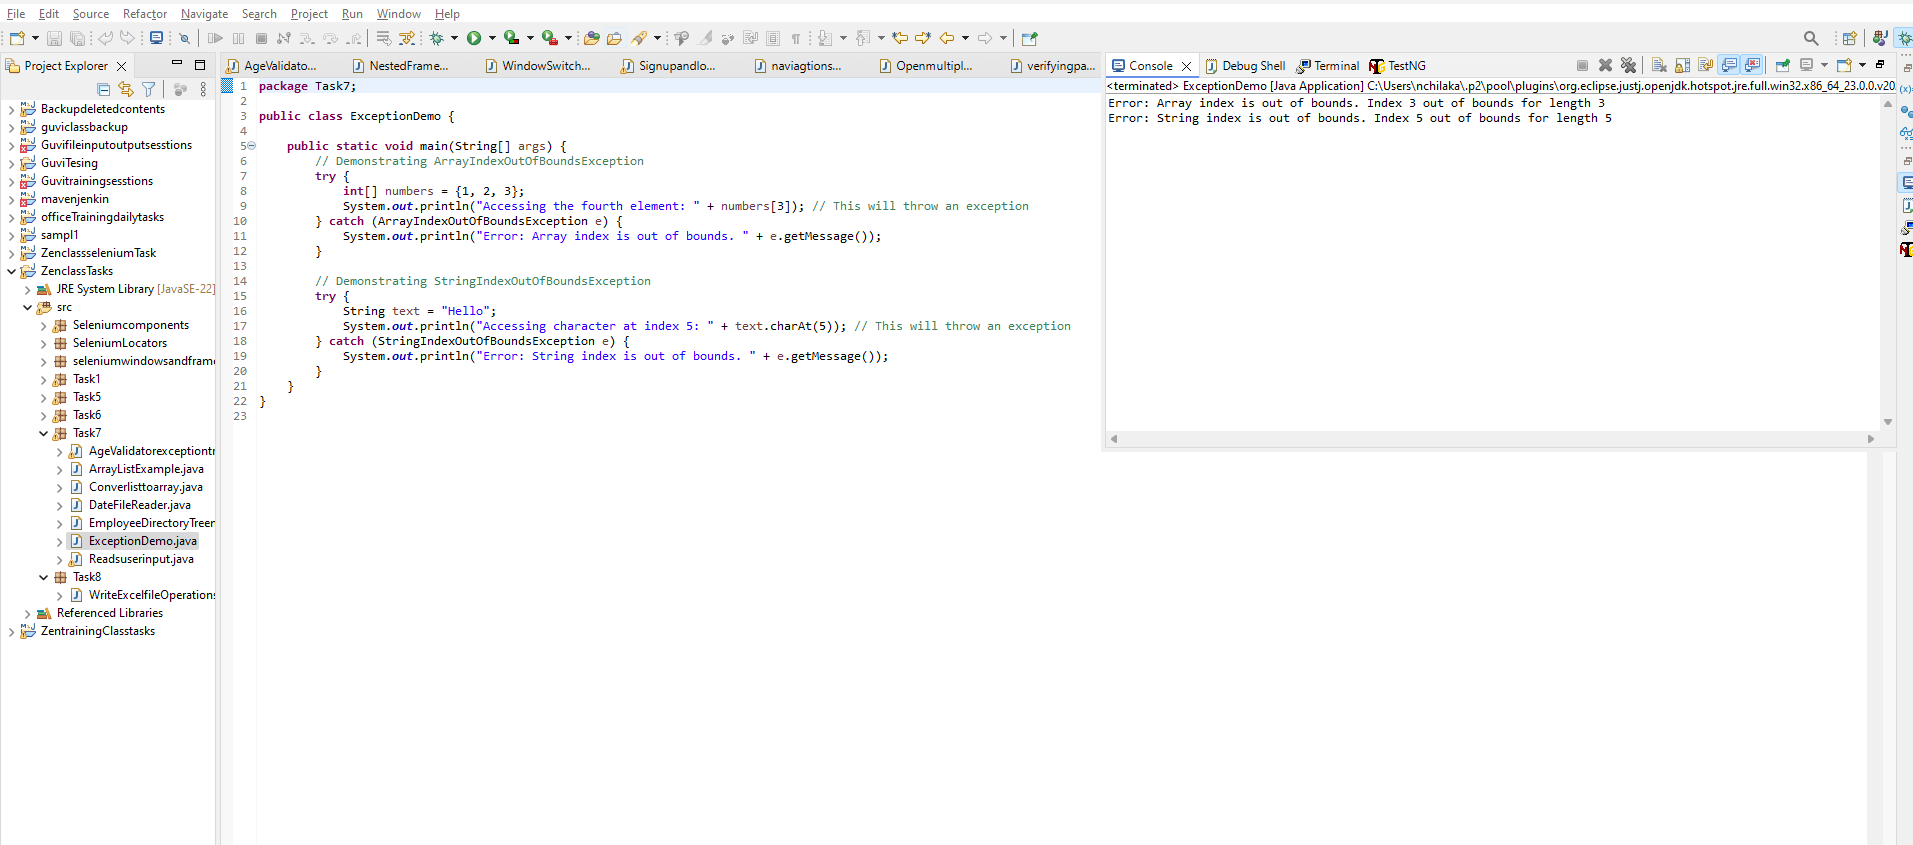 File Edit Source Refactor Navigate Search Project Run Window Help
Project Explorer
AgeValidato... NestedFrame... WindowSwitch... Signupandlo... naviagtions... Openmultipl... verifyingpa...
Console Debug Shell Terminal TestNG
<terminated> ExceptionDemo [Java Application] C:\Users\nchilaka\.p2\pool\plugins\org.eclipse.justj.openjdk.hotspot.jre.full.win32.x86_64_23.0.0.v20
Error: Array index is out of bounds. Index 3 out of bounds for length 3
Error: String index is out of bounds. Index 5 out of bounds for length 5
Backupdeletedcontents
guviclassbackup
Guvifileinputoutputsessions
GuviTesing
Guvitrainingsesstions
mavenjenkin
officeTrainingdailytasks
sampl1
ZenclassseleniumTask
ZenclassTasks
JRE System Library [JavaSE-22]
src
Seleniumcomponents
SeleniumLocators
seleniumwindowsandframe
Task1
Task5
Task6
Task7
AgeValidatorexceptiontr
ArrayListExample.java
Converlisttoarray.java
DateFileReader.java
EmployeeDirectoryTreem
ExceptionDemo.java
Readsuserinput.java
Task8
WriteExcelfileOperations
Referenced Libraries
ZentrainingClasstasks
1 package Task7;
2
3 public class ExceptionDemo {
4
5 public static void main(String[] args) {
6 // Demonstrating ArrayIndexOutOfBoundsException
7 try {
8 int[] numbers = {1, 2, 3};
9 System.out.println("Accessing the fourth element: " + numbers[3]); // This will throw an exception
10 } catch (ArrayIndexOutOfBoundsException e) {
11 System.out.println("Error: Array index is out of bounds. " + e.getMessage());
12 }
13
14 // Demonstrating StringIndexOutOfBoundsException
15 try {
16 String text = "Hello";
17 System.out.println("Accessing character at index 5: " + text.charAt(5)); // This will throw an exception
18 } catch (StringIndexOutOfBoundsException e) {
19 System.out.println("Error: String index is out of bounds. " + e.getMessage());
20 }
21 }
22 }
23